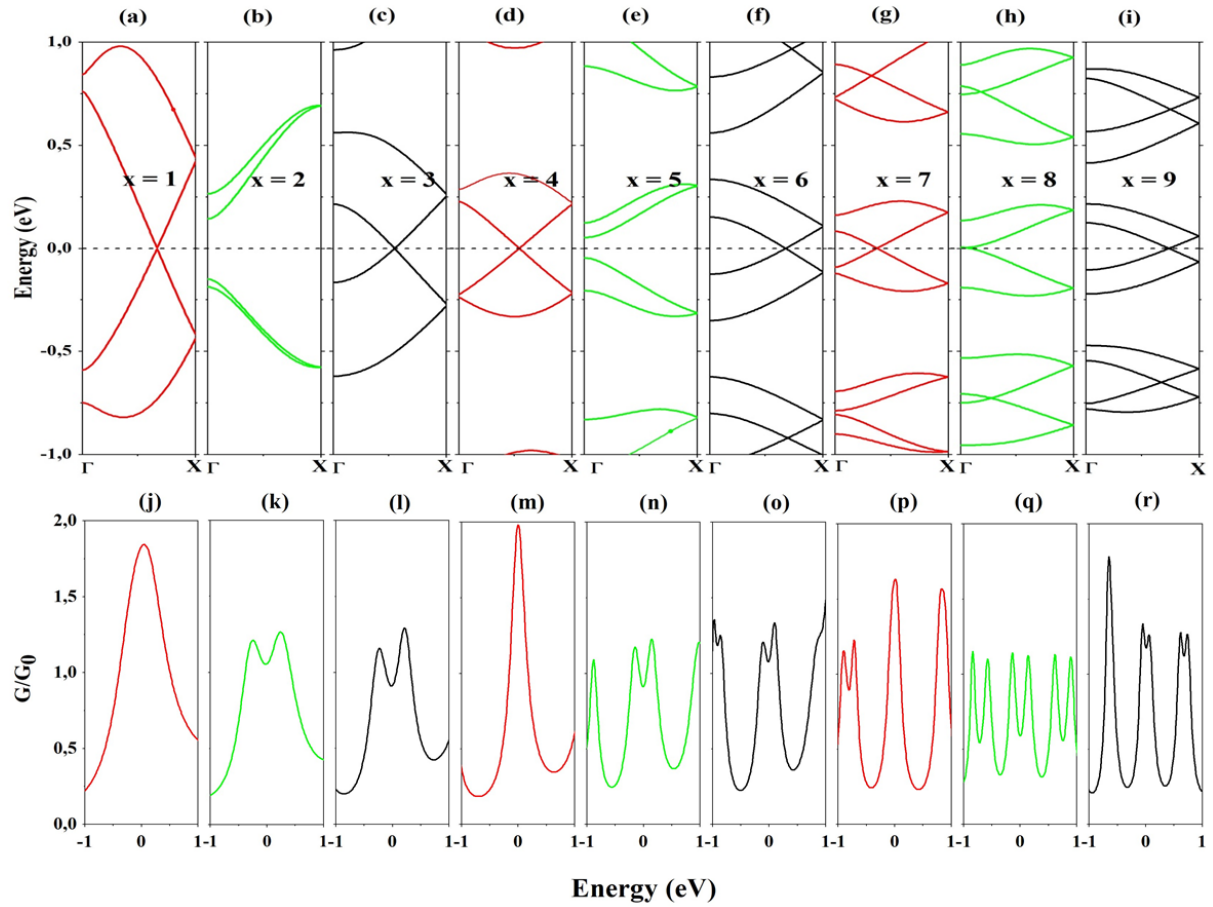 (a) (b) (c) (d) (e) (f) (g) (h) (i)
1,0
0,5
x = 1 x = 2 x = 3 x = 4 x = 5 x = 6 x = 7 x = 8 x = 9
0,0
-0,5
-1,0
Energy (eV)
Γ X Γ X Γ X Γ X Γ X Γ X Γ X Γ X Γ X
(j) (k) (l) (m) (n) (o) (p) (q) (r)
2,0
1,5
1,0
0,5
0,0
G/G0
-1 0 1-1 0 1-1 0 1-1 0 1-1 0 1-1 0 1-1 0 1-1 0 1-1 0 1
Energy (eV)